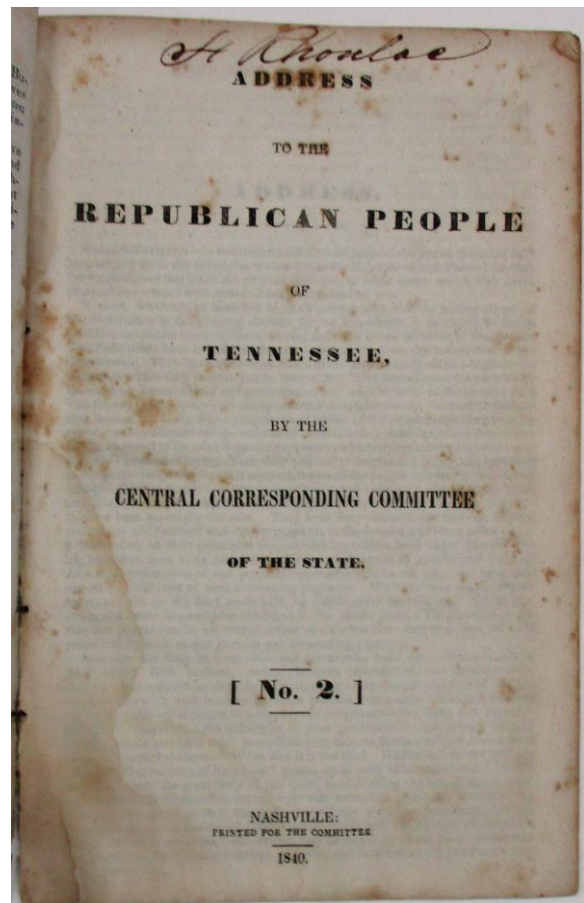 ADDRESS
TO THE
REPUBLICAN PEOPLE
OF
TENNESSEE,
BY THE
CENTRAL CORRESPONDING COMMITTEE
OF THE STATE.
[ No. 2. ]
NASHVILLE:
PRINTED FOR THE COMMITTEE
1840.